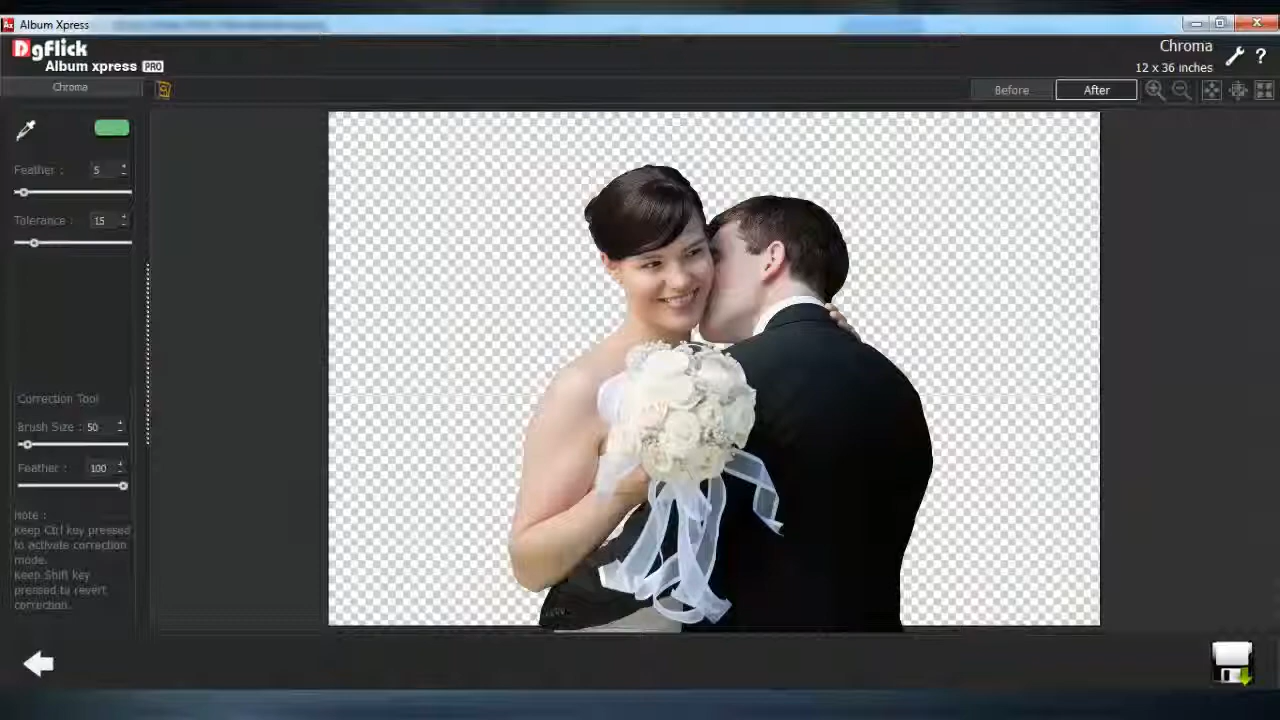 Album Xpress
DgFlick
Album xpress PRO
Chroma
12 x 36 inches
?
Chroma
Before
After
Feather :
5
Tolerance :
15
Correction Tool
Brush Size : 50
Feather : 100
Note :
Keep Ctrl key pressed
to activate correction
mode.
Keep Shift key
pressed to revert
correction.